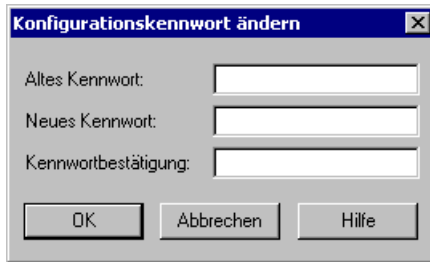 Konfigurationskennwort ändern
Altes Kennwort:
Neues Kennwort:
Kennwortbestätigung:
OK Abbrechen Hilfe